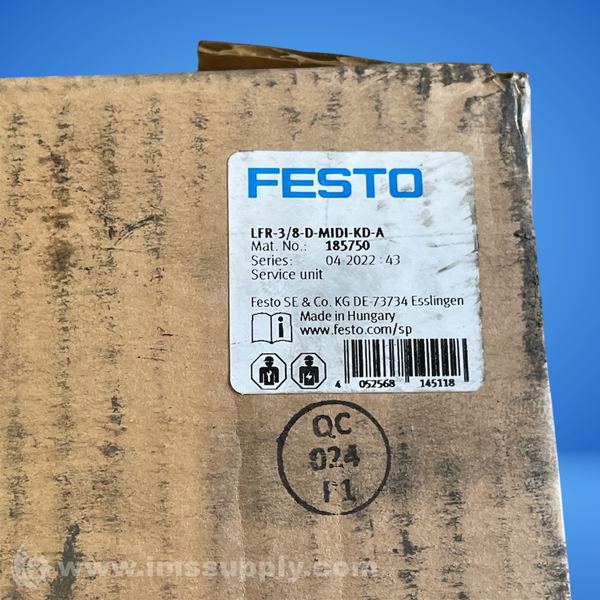 FESTO
LFR-3/8-D-MIDI-KD-A
Mat. No.: 185750
Series: 04-2022 : 43
Service unit
Festo SE & Co. KG DE-73734 Esslingen
Made in Hungary
www.festo.com/sp
4 052568 145118
QC
024
P1
www.imssupply.com/